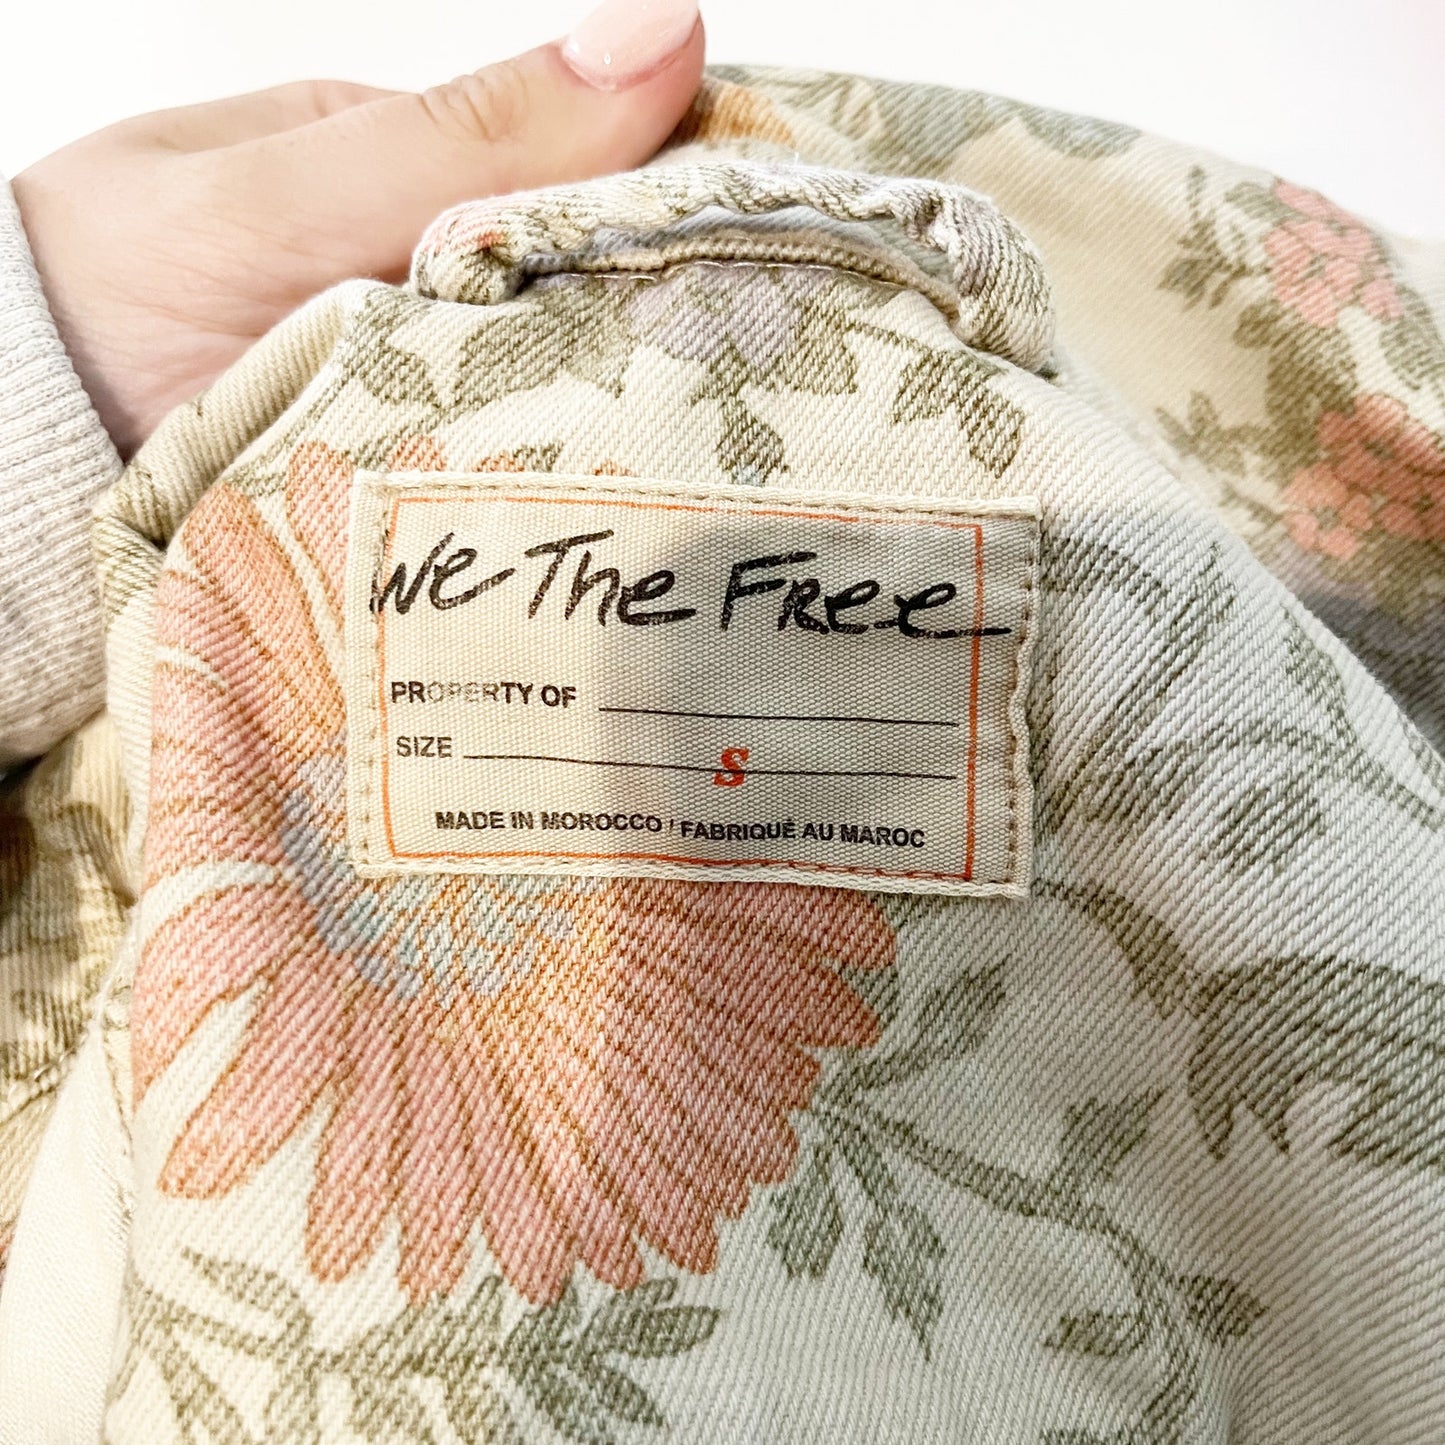 We The Free
PROPERTY OF
SIZE S
MADE IN MOROCCO / FABRIQUÉ AU MAROC